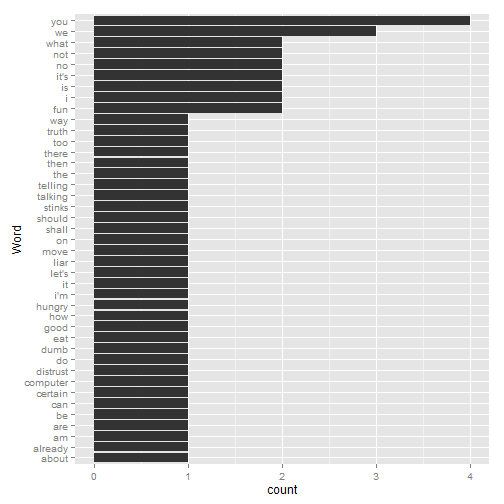 you
we
what
not
no
it's
is
i
fun
way
truth
too
there
then
the
telling
talking
stinks
should
shall
on
move
liar
let's
it
i'm
hungry
how
good
eat
dumb
do
distrust
computer
certain
can
be
are
am
already
about
Word
0 1 2 3 4
count